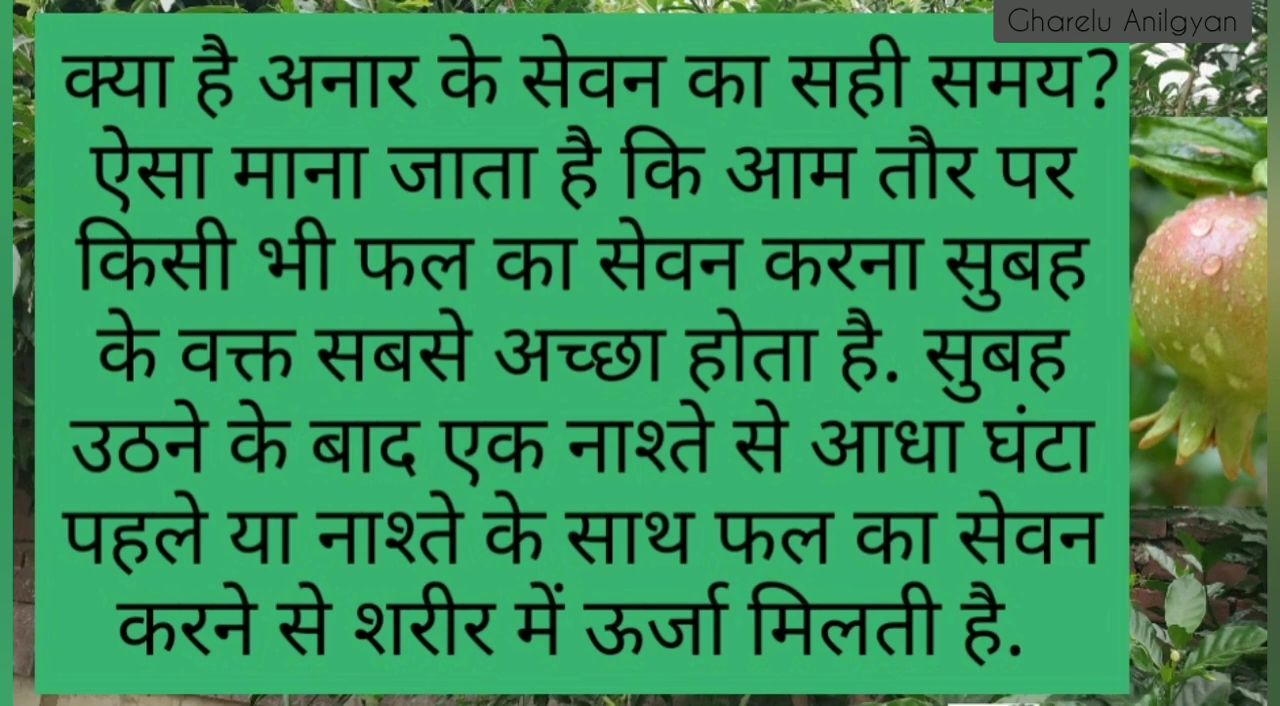 Gharelu Anilgyan
क्या है अनार के सेवन का सही समय?
ऐसा माना जाता है कि आम तौर पर
किसी भी फल का सेवन करना सुबह
के वक्त सबसे अच्छा होता है. सुबह
उठने के बाद एक नाश्ते से आधा घंटा
पहले या नाश्ते के साथ फल का सेवन
करने से शरीर में ऊर्जा मिलती है.